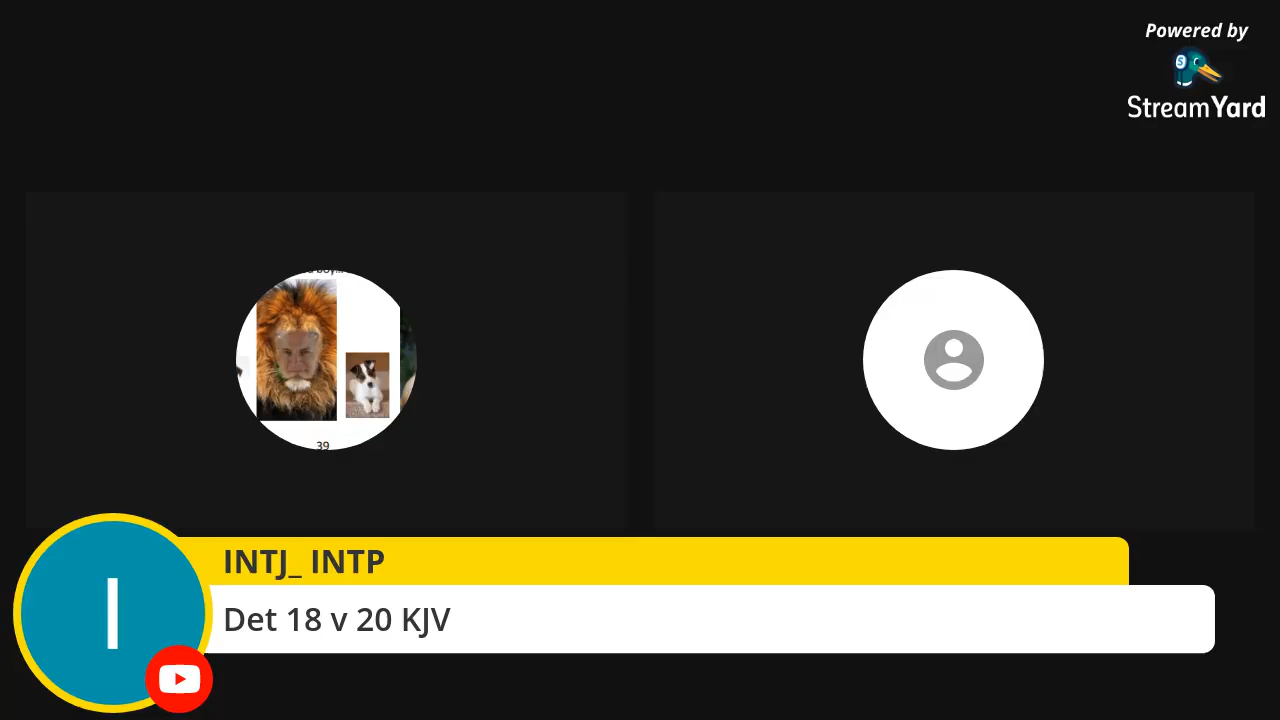 Powered by
StreamYard
39
INTJ_ INTP
I
Det 18 v 20 KJV